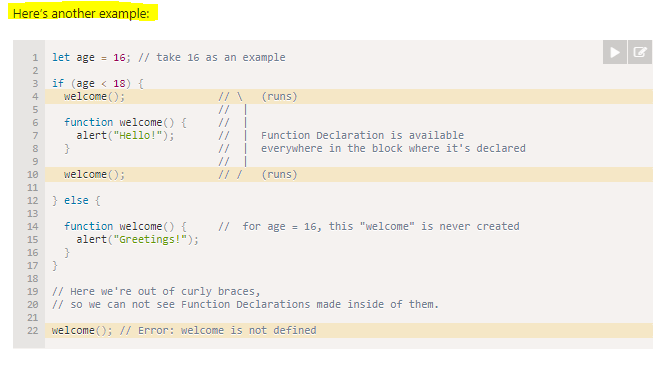 Here's another example:
1 let age = 16; // take 16 as an example
2
3 if (age < 18) {
4   welcome();               // \   (runs)
5                            //  |
6   function welcome() {     //  |
7     alert("Hello!");       //  |  Function Declaration is available
8   }                        //  |  everywhere in the block where it's declared
9                            //  |
10   welcome();               // /   (runs)
11
12 } else {
13
14   function welcome() {     //  for age = 16, this "welcome" is never created
15     alert("Greetings!");
16   }
17 }
18
19 // Here we're out of curly braces,
20 // so we can not see Function Declarations made inside of them.
21
22 welcome(); // Error: welcome is not defined